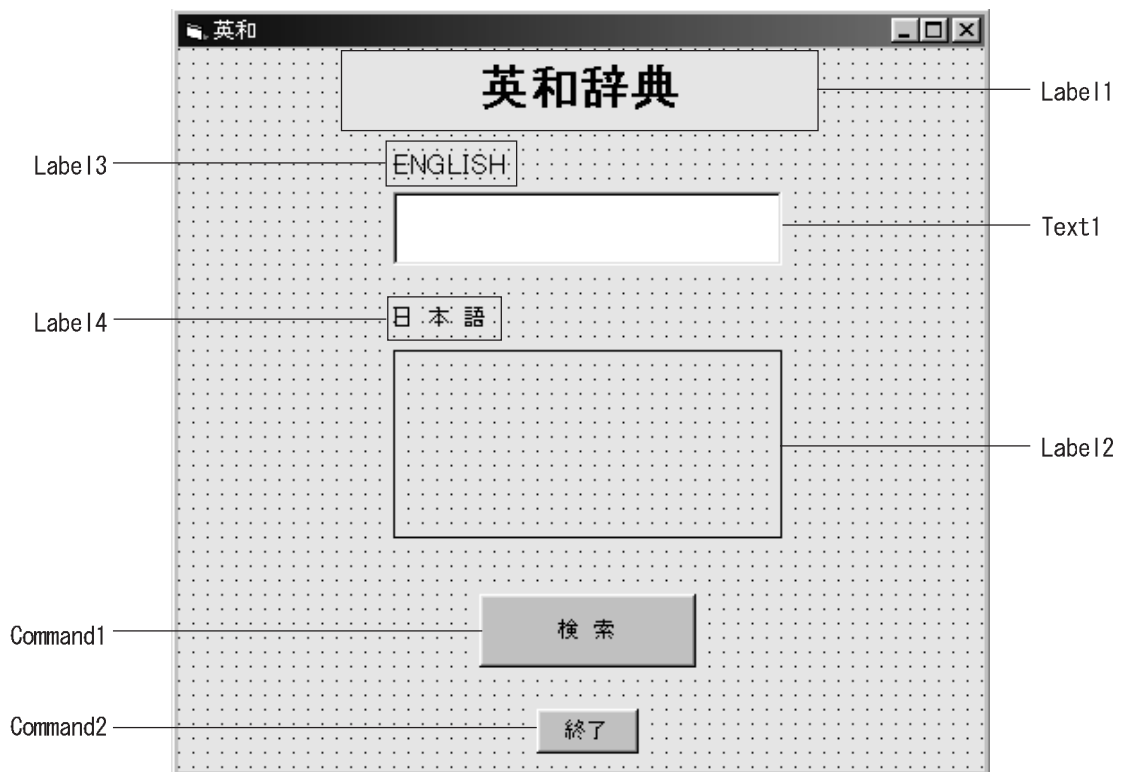 英和
英和辞典
Label1
Label3
ENGLISH
Text1
Label4
日 本 語
Label2
Command1
検 索
Command2
終了